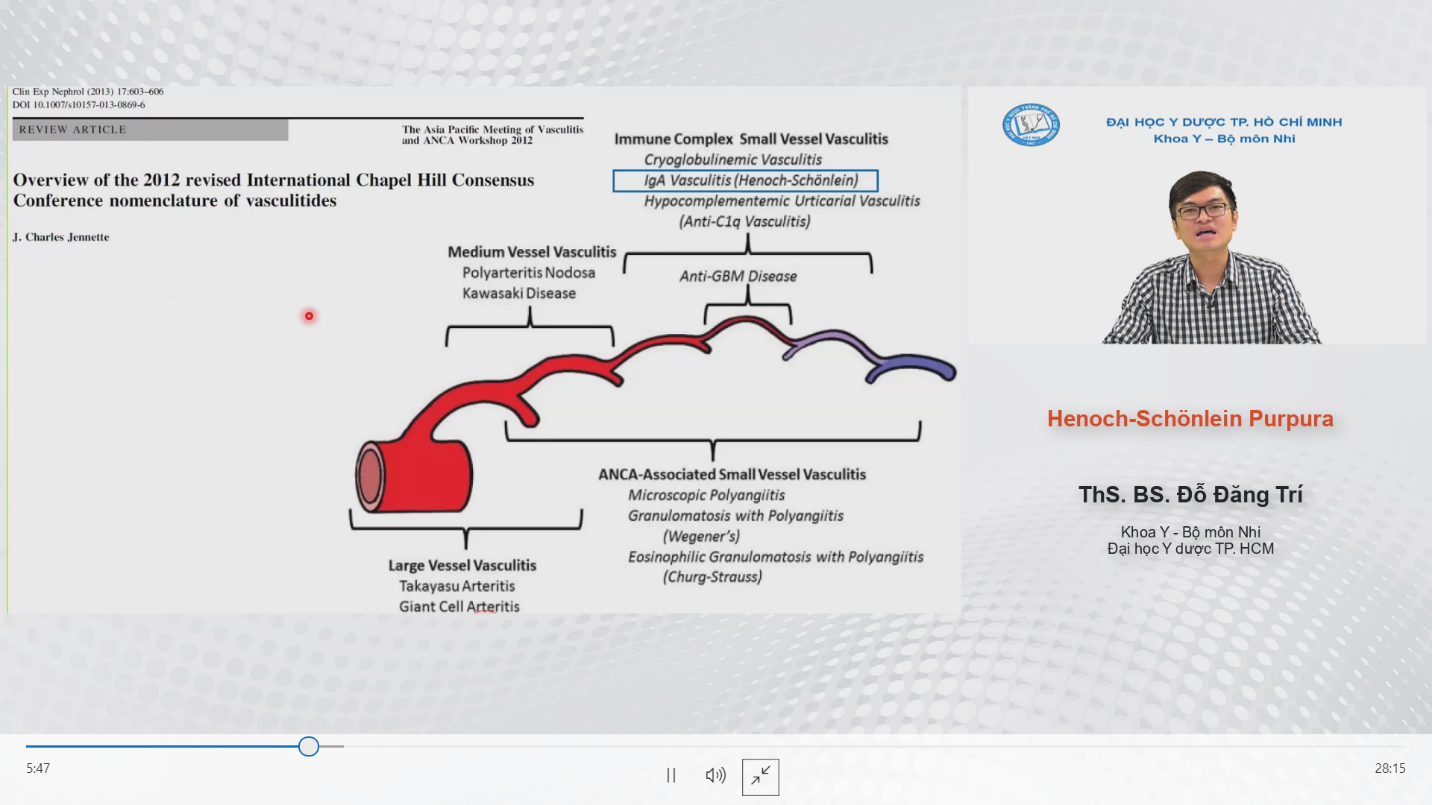 Clin Exp Nephrol (2013) 17:603–606
DOI 10.1007/s10157-013-0869-6
REVIEW ARTICLE
The Asia Pacific Meeting of Vasculitis
and ANCA Workshop 2012
Overview of the 2012 revised International Chapel Hill Consensus
Conference nomenclature of vasculitides
J. Charles Jennette
Immune Complex Small Vessel Vasculitis
Cryoglobulinemic Vasculitis
IgA Vasculitis (Henoch-Schönlein)
Hypocomplementemic Urticarial Vasculitis
(Anti-C1q Vasculitis)
Medium Vessel Vasculitis
Polyarteritis Nodosa
Kawasaki Disease
Anti-GBM Disease
ANCA-Associated Small Vessel Vasculitis
Microscopic Polyangiitis
Granulomatosis with Polyangiitis
(Wegener's)
Eosinophilic Granulomatosis with Polyangiitis
(Churg-Strauss)
Large Vessel Vasculitis
Takayasu Arteritis
Giant Cell Arteritis
ĐẠI HỌC Y DƯỢC TP. HỒ CHÍ MINH
Khoa Y – Bộ môn Nhi
Henoch-Schönlein Purpura
ThS. BS. Đỗ Đăng Trí
Khoa Y - Bộ môn Nhi
Đại học Y dược TP. HCM
5:47
28:15